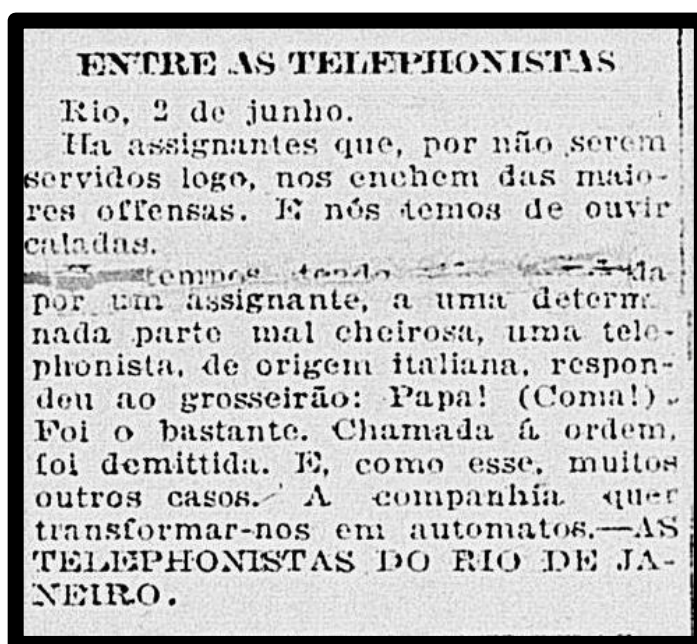 ENTRE AS TELEPHONISTAS
Rio, 2 de junho.
Ha assignantes que, por não serem
servidos logo, nos enchem das maio-
res offensas. E nós temos de ouvir
caladas.
tempos tendo
por um assignante, a uma determ
nada parte mal cheirosa, uma tele-
phonista, de origem italiana, respon-
deu ao grosseirão: Papa! (Coma!).
Foi o bastante. Chamada á ordem,
foi demittida. E, como esse, muitos
outros casos. A companhia quer
transformar-nos em automatos.—AS
TELEPHONISTAS DO RIO DE JA-
NEIRO.